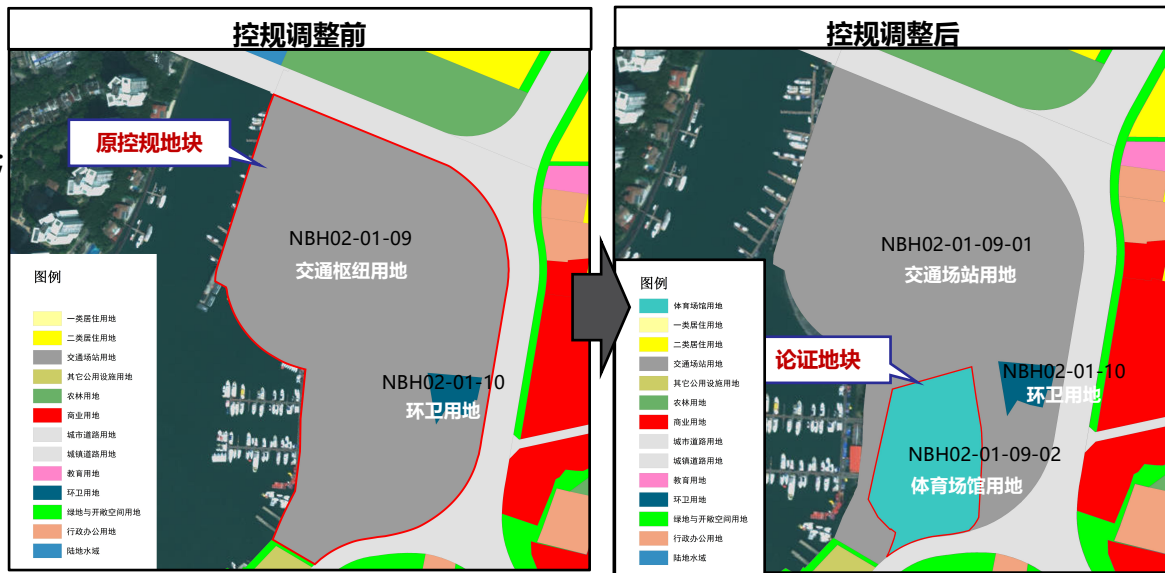 控规调整前
原控规地块
NBH02-01-09
交通枢纽用地
NBH02-01-10
环卫用地
图例
一类居住用地
二类居住用地
交通场站用地
其它公用设施用地
农林用地
商业用地
城市道路用地
城镇道路用地
教育用地
环卫用地
绿地与开敞空间用地
行政办公用地
陆地水域
控规调整后
NBH02-01-09-01
交通场站用地
论证地块
NBH02-01-10
环卫用地
NBH02-01-09-02
体育场馆用地
图例
体育场馆用地
一类居住用地
二类居住用地
交通场站用地
其它公用设施用地
农林用地
商业用地
城市道路用地
城镇道路用地
教育用地
环卫用地
绿地与开敞空间用地
行政办公用地
陆地水域